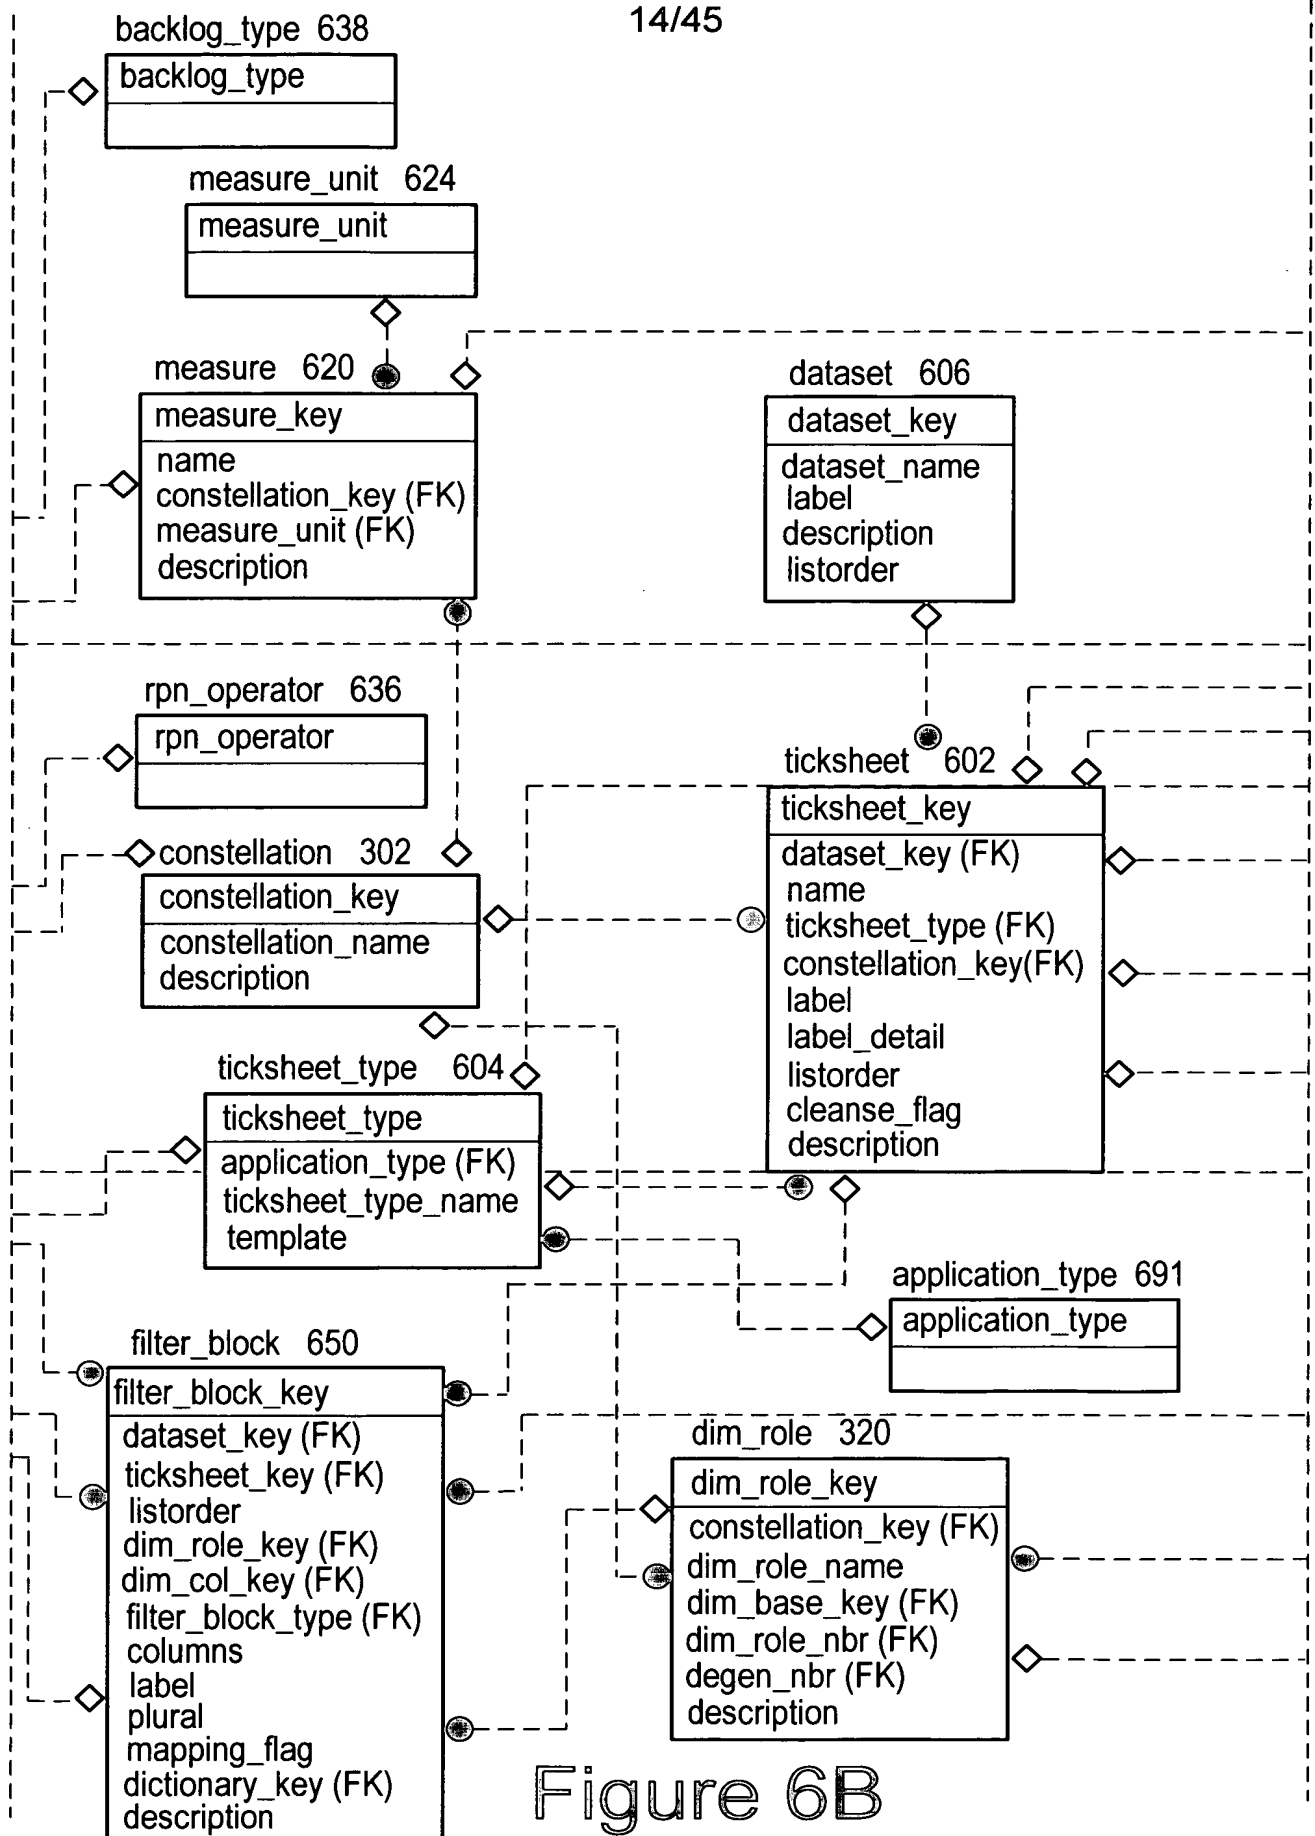 14/45
backlog_type 638
backlog_type
measure_unit 624
measure_unit
measure 620
measure_key
name
constellation_key (FK)
measure_unit (FK)
description
dataset 606
dataset_key
dataset_name
label
description
listorder
rpn_operator 636
rpn_operator
ticksheet 602
ticksheet_key
dataset_key (FK)
name
ticksheet_type (FK)
constellation_key(FK)
label
label_detail
listorder
cleanse_flag
description
constellation 302
constellation_key
constellation_name
description
ticksheet_type 604
ticksheet_type
application_type (FK)
ticksheet_type_name
template
application_type 691
application_type
filter_block 650
filter_block_key
dataset_key (FK)
ticksheet_key (FK)
listorder
dim_role_key (FK)
dim_col_key (FK)
filter_block_type (FK)
columns
label
plural
mapping_flag
dictionary_key (FK)
description
dim_role 320
dim_role_key
constellation_key (FK)
dim_role_name
dim_base_key (FK)
dim_role_nbr (FK)
degen_nbr (FK)
description
Figure 6B